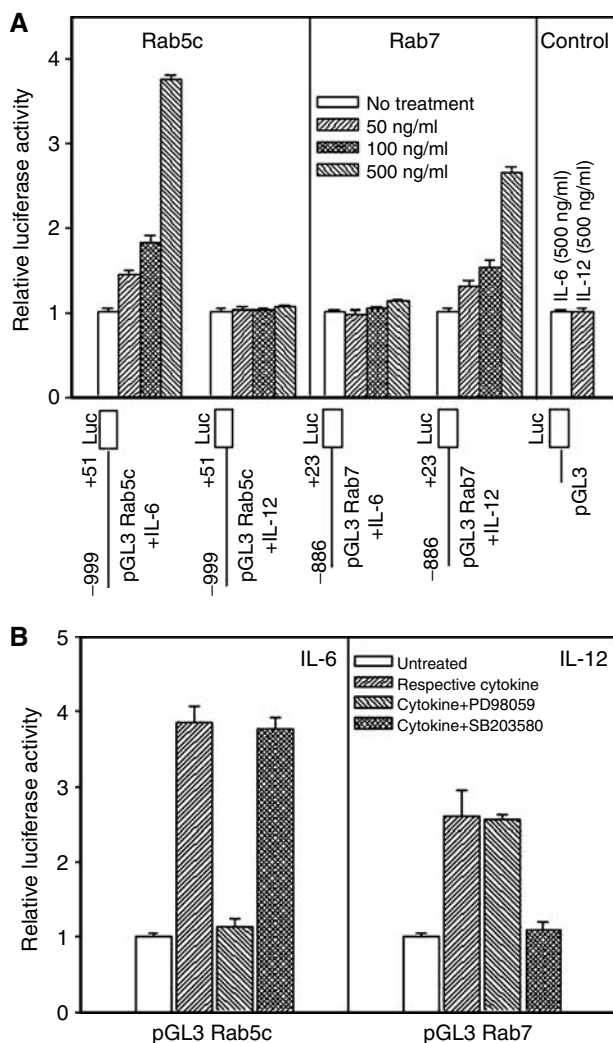 A
Rab5c
Rab7
Control
Relative luciferase activity
4
3
2
1
0
No treatment
50 ng/ml
100 ng/ml
500 ng/ml
IL-6 (500 ng/ml)
IL-12 (500 ng/ml)
Luc
+51
−999
pGL3 Rab5c
+IL-6
Luc
+51
−999
pGL3 Rab5c
+IL-12
Luc
+23
−886
pGL3 Rab7
+IL-6
Luc
+23
−886
pGL3 Rab7
+IL-12
Luc
pGL3
B
IL-6
IL-12
Relative luciferase activity
5
4
3
2
1
0
Untreated
Respective cytokine
Cytokine+PD98059
Cytokine+SB203580
pGL3 Rab5c
pGL3 Rab7